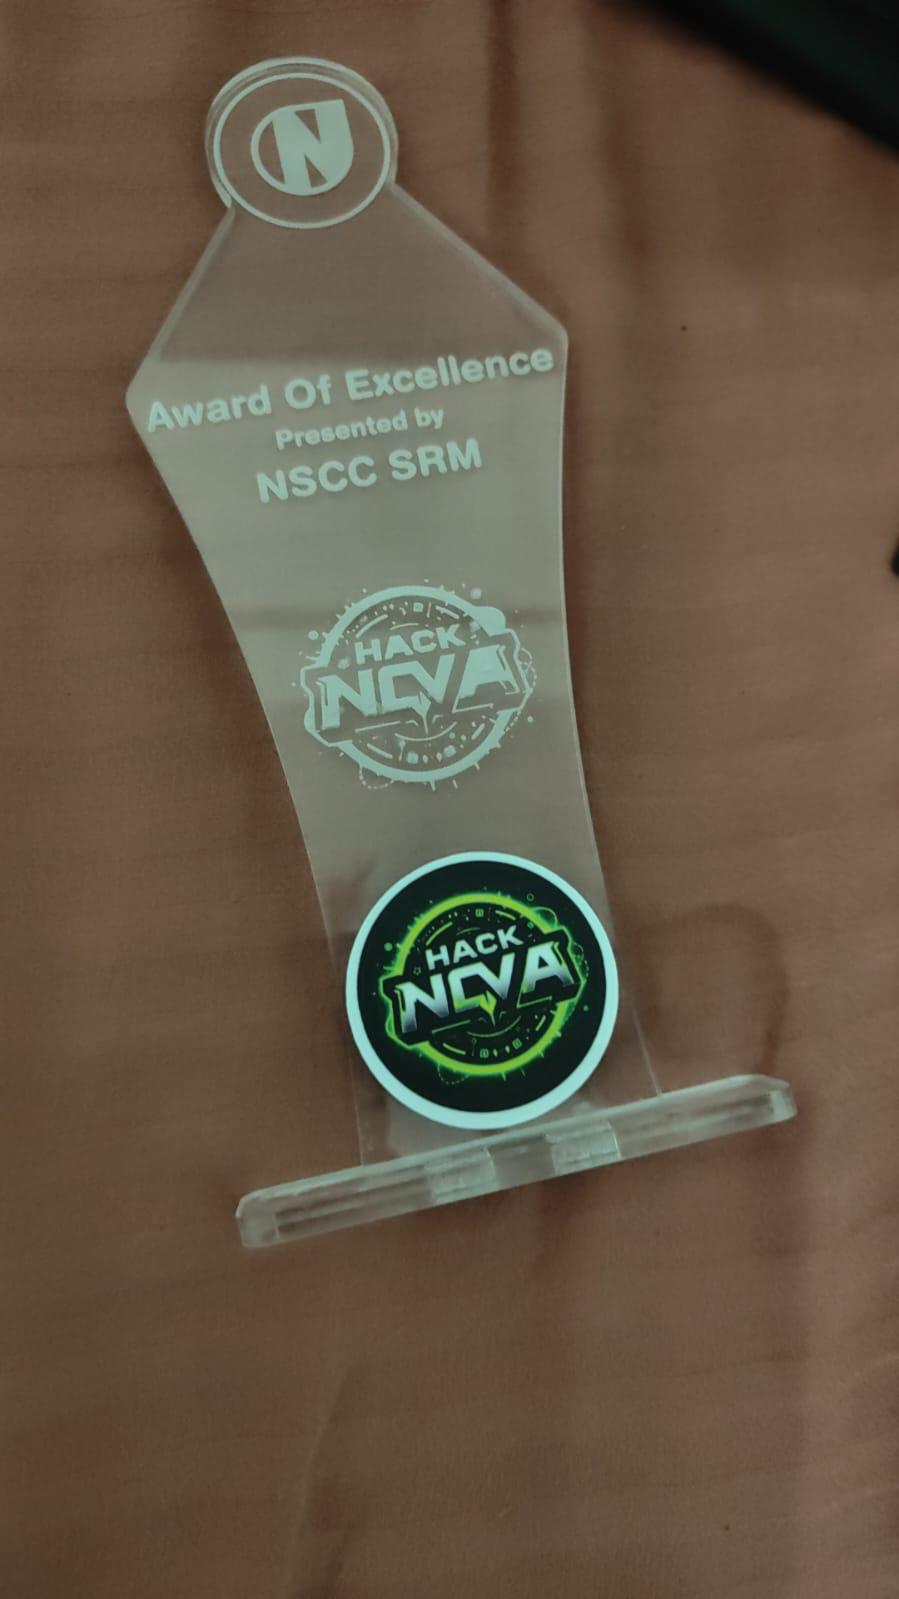 N
Award Of Excellence
Presented by
NSCC SRM
HACK
NOVA
HACK
NOVA